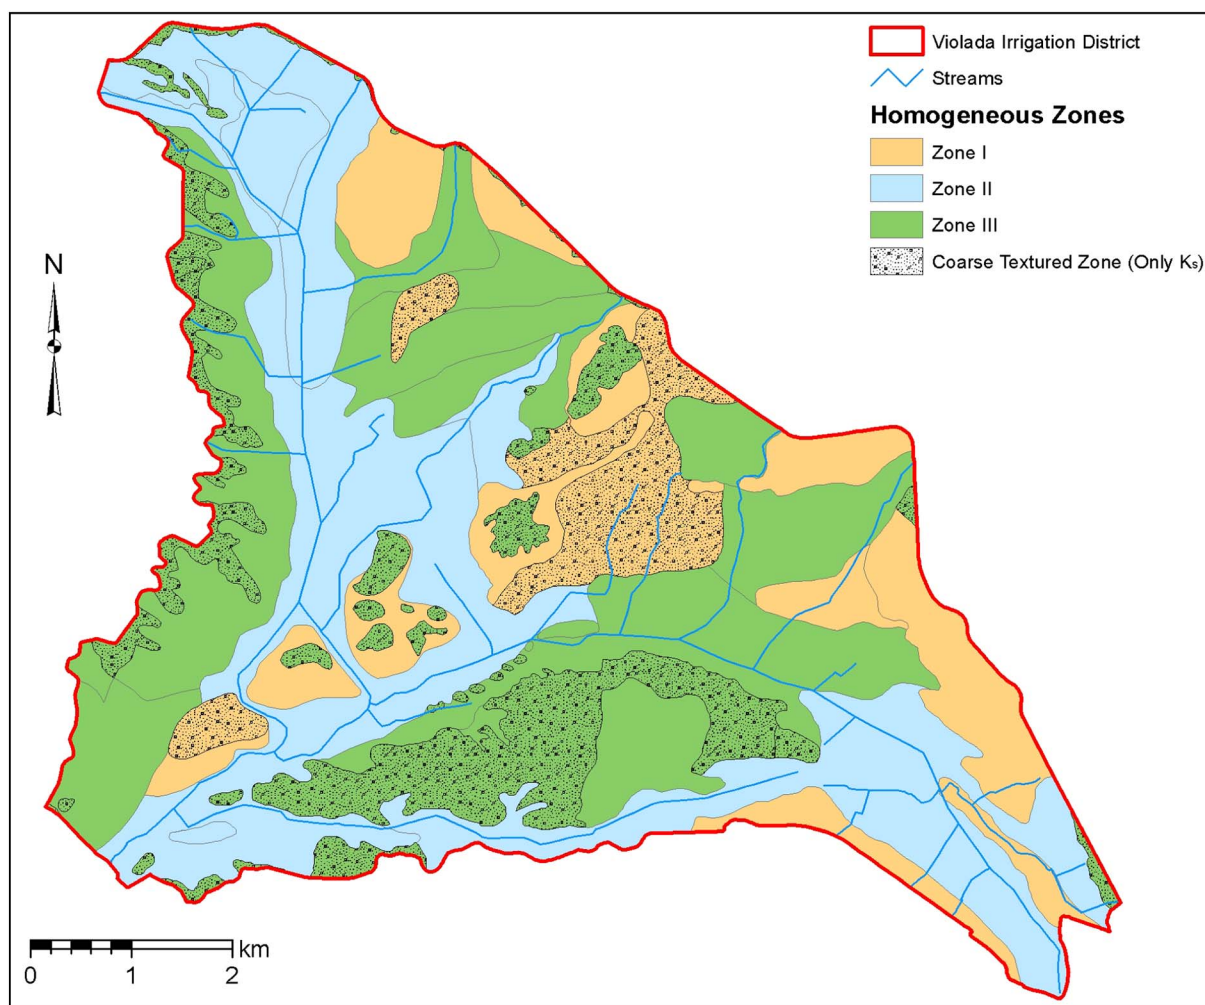 Violada Irrigation District
Streams
Homogeneous Zones
Zone I
Zone II
Zone III
Coarse Textured Zone (Only Ks)
N
km
0 1 2